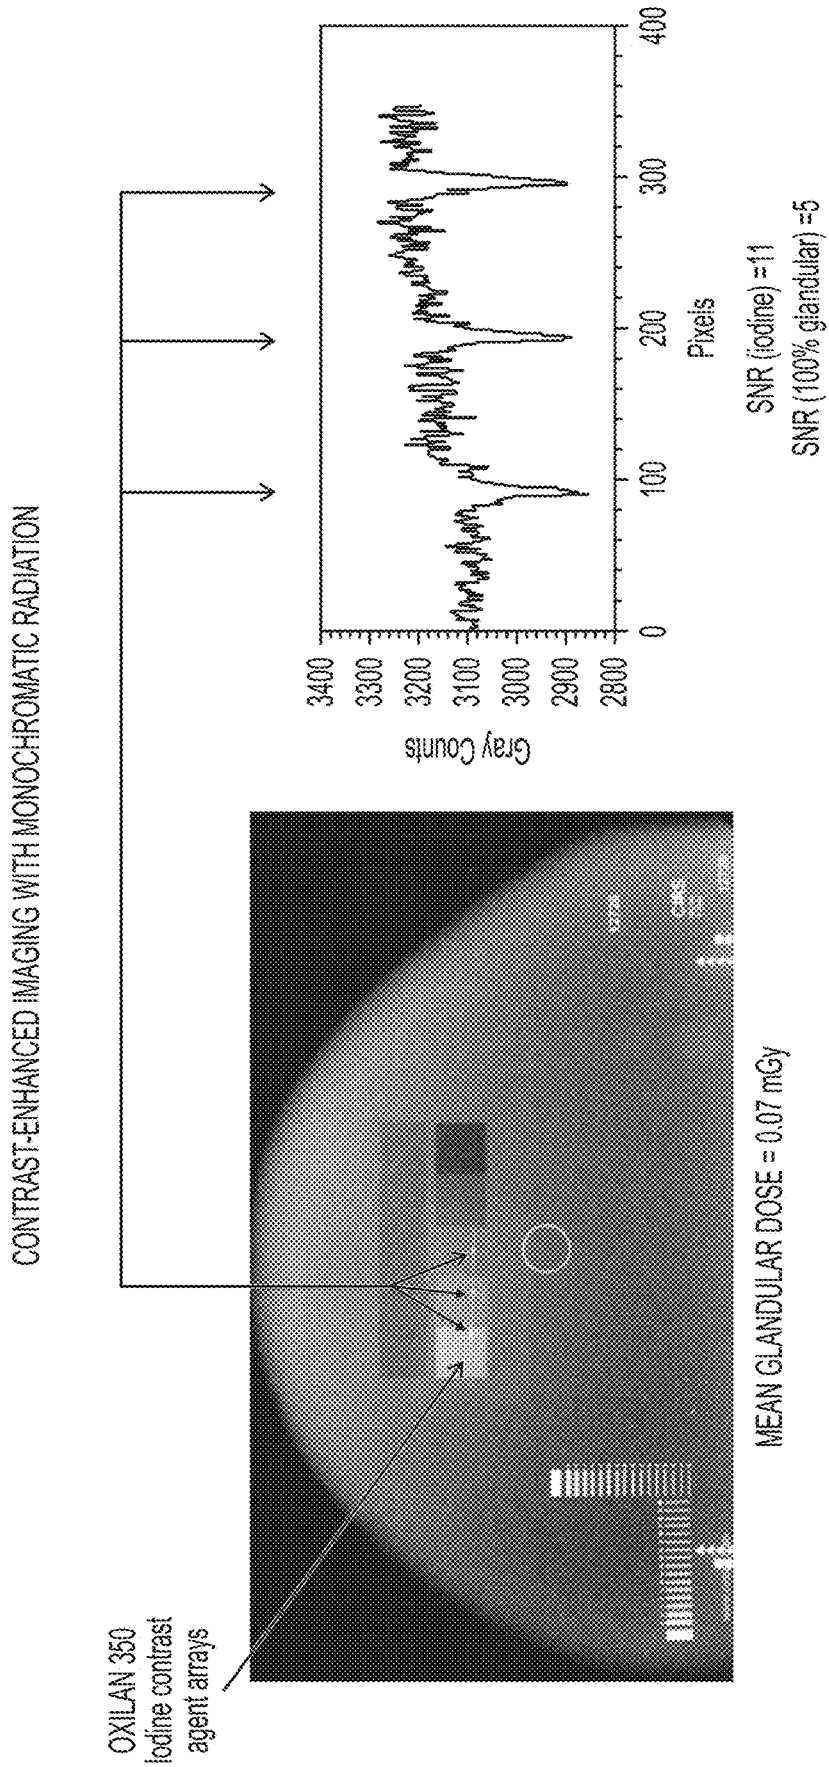 CONTRAST-ENHANCED IMAGING WITH MONOCHROMATIC RADIATION
OXILAN 350
Iodine contrast
agent arrays
MEAN GLANDULAR DOSE = 0.07 mGy
Gray Counts
3400
3300
3200
3100
3000
2900
2800
0
100
200
300
400
Pixels
SNR (iodine) =11
SNR (100% glandular) =5